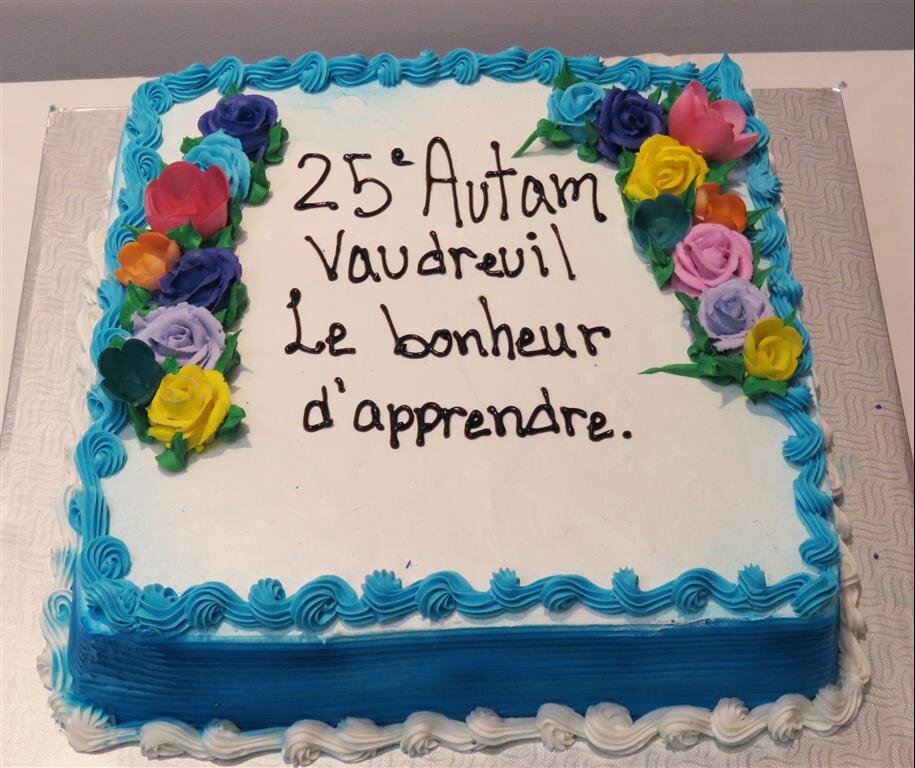 25e Autam
Vaudreuil
Le bonheur
d'apprendre.